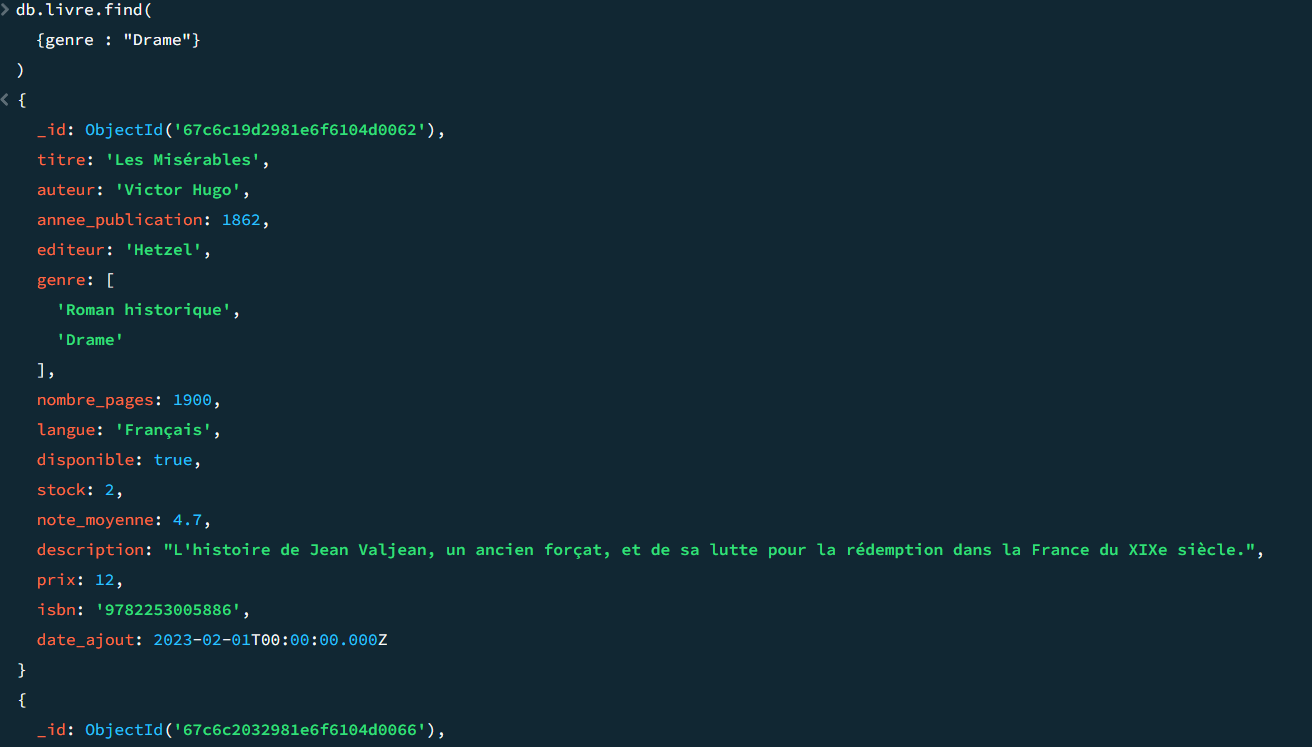 db.livre.find(
{genre : "Drame"}
)
{
_id: ObjectId('67c6c19d2981e6f6104d0062'),
titre: 'Les Misérables',
auteur: 'Victor Hugo',
annee_publication: 1862,
editeur: 'Hetzel',
genre: [
'Roman historique',
'Drame'
],
nombre_pages: 1900,
langue: 'Français',
disponible: true,
stock: 2,
note_moyenne: 4.7,
description: "L'histoire de Jean Valjean, un ancien forçat, et de sa lutte pour la rédemption dans la France du XIXe siècle.",
prix: 12,
isbn: '9782253005886',
date_ajout: 2023-02-01T00:00:00.000Z
}
{
_id: ObjectId('67c6c2032981e6f6104d0066'),